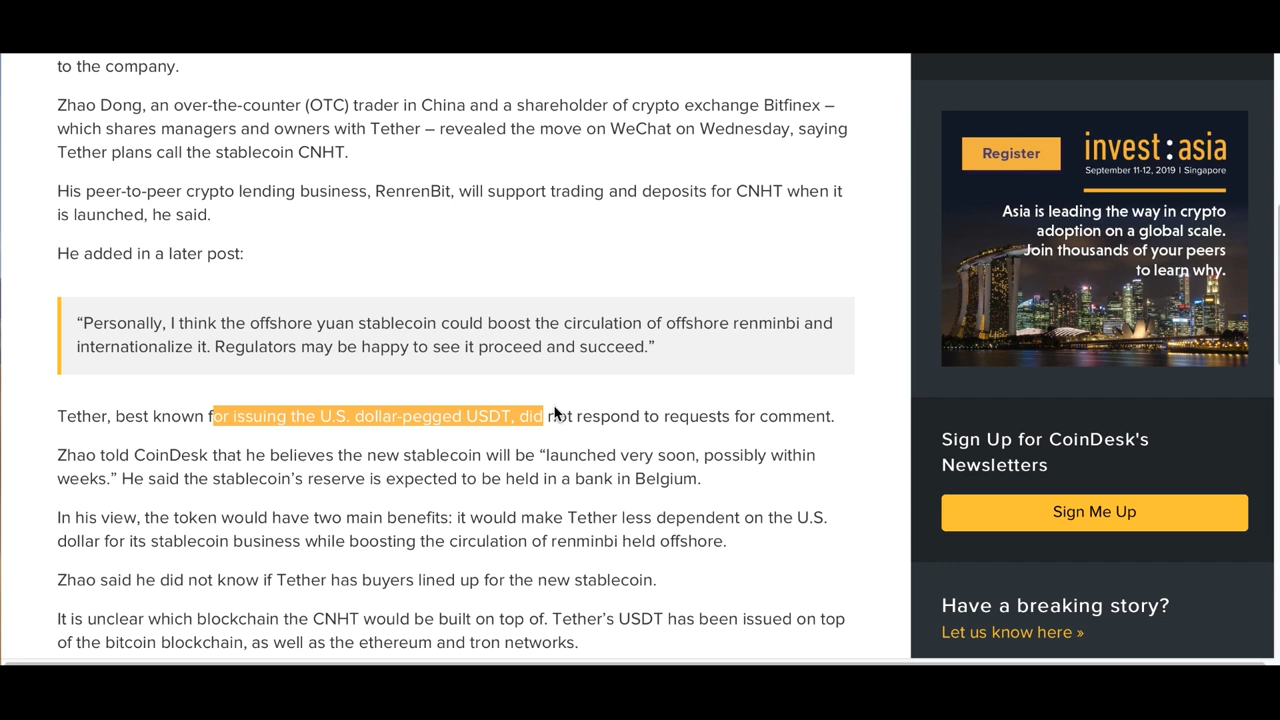 to the company.
Zhao Dong, an over-the-counter (OTC) trader in China and a shareholder of crypto exchange Bitfinex –
which shares managers and owners with Tether – revealed the move on WeChat on Wednesday, saying
Tether plans call the stablecoin CNHT.
His peer-to-peer crypto lending business, RenrenBit, will support trading and deposits for CNHT when it
is launched, he said.
He added in a later post:
“Personally, I think the offshore yuan stablecoin could boost the circulation of offshore renminbi and
internationalize it. Regulators may be happy to see it proceed and succeed.”
Tether, best known for issuing the U.S. dollar-pegged USDT, did not respond to requests for comment.
Zhao told CoinDesk that he believes the new stablecoin will be “launched very soon, possibly within
weeks.” He said the stablecoin’s reserve is expected to be held in a bank in Belgium.
In his view, the token would have two main benefits: it would make Tether less dependent on the U.S.
dollar for its stablecoin business while boosting the circulation of renminbi held offshore.
Zhao said he did not know if Tether has buyers lined up for the new stablecoin.
It is unclear which blockchain the CNHT would be built on top of. Tether’s USDT has been issued on top
of the bitcoin blockchain, as well as the ethereum and tron networks.
Register
invest:asia
September 11-12, 2019 | Singapore
Asia is leading the way in crypto
adoption on a global scale.
Join thousands of your peers
to learn why.
Sign Up for CoinDesk's
Newsletters
Sign Me Up
Have a breaking story?
Let us know here »